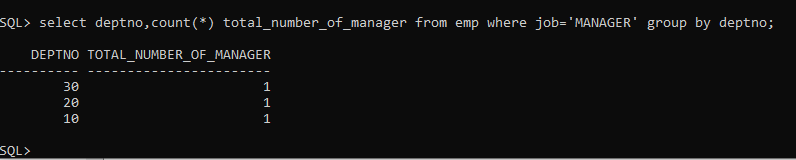 SQL> select deptno,count(*) total_number_of_manager from emp where job='MANAGER' group by deptno;
DEPTNO TOTAL_NUMBER_OF_MANAGER
---------- -----------------------
30 1
20 1
10 1
SQL>